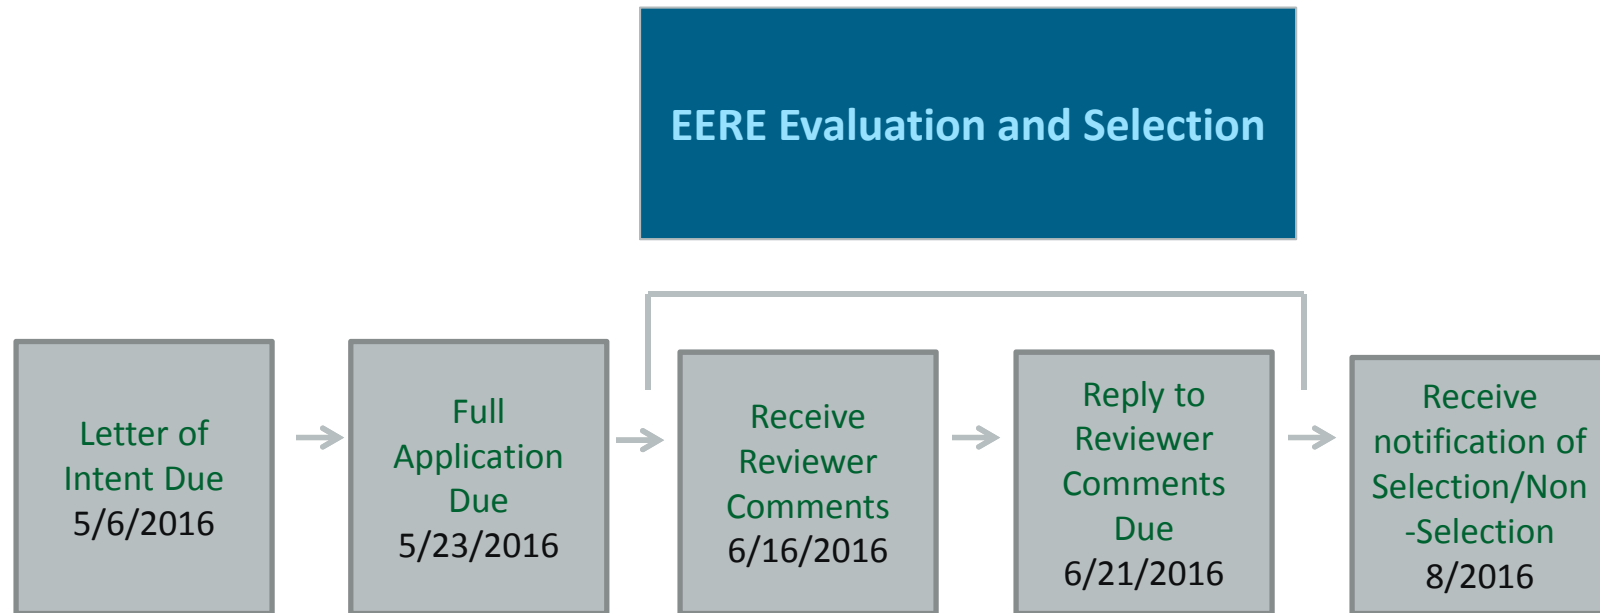 EERE Evaluation and Selection
Letter of
Intent Due
5/6/2016
Full
Application
Due
5/23/2016
Receive
Reviewer
Comments
6/16/2016
Reply to
Reviewer
Comments
Due
6/21/2016
Receive
notification of
Selection/Non
-Selection
8/2016